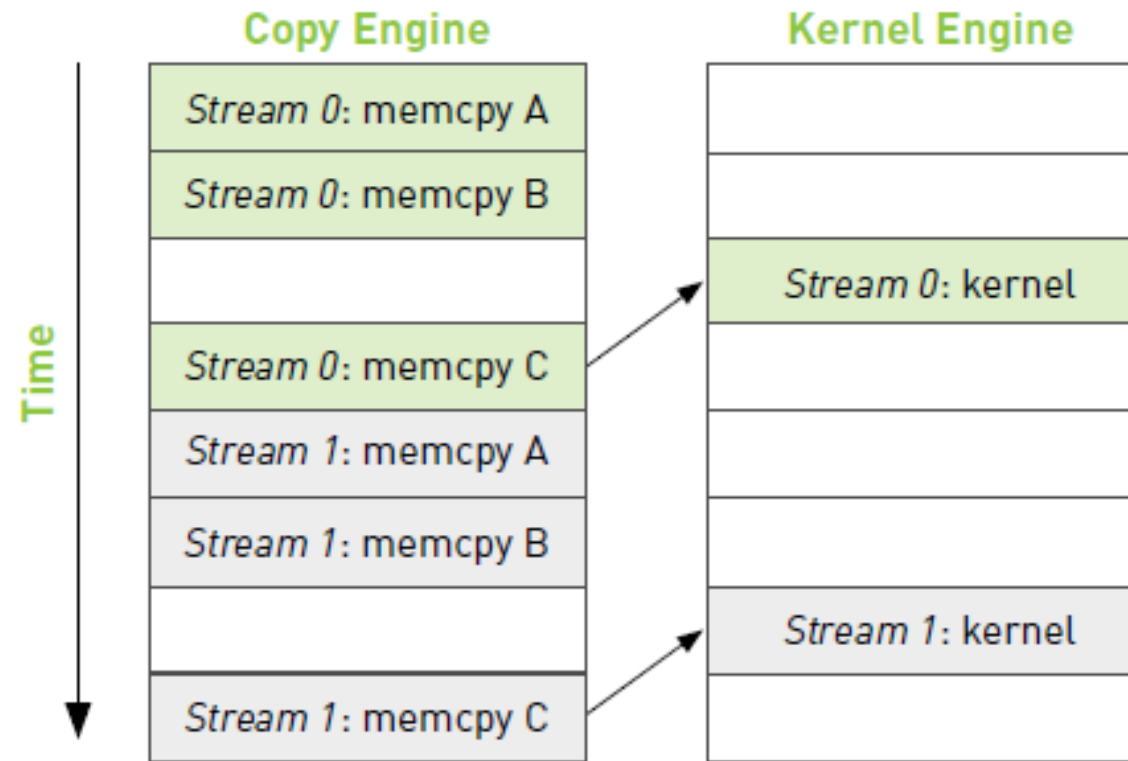 Copy Engine
Kernel Engine
Time
Stream 0: memcpy A
Stream 0: memcpy B
Stream 0: kernel
Stream 0: memcpy C
Stream 1: memcpy A
Stream 1: memcpy B
Stream 1: kernel
Stream 1: memcpy C